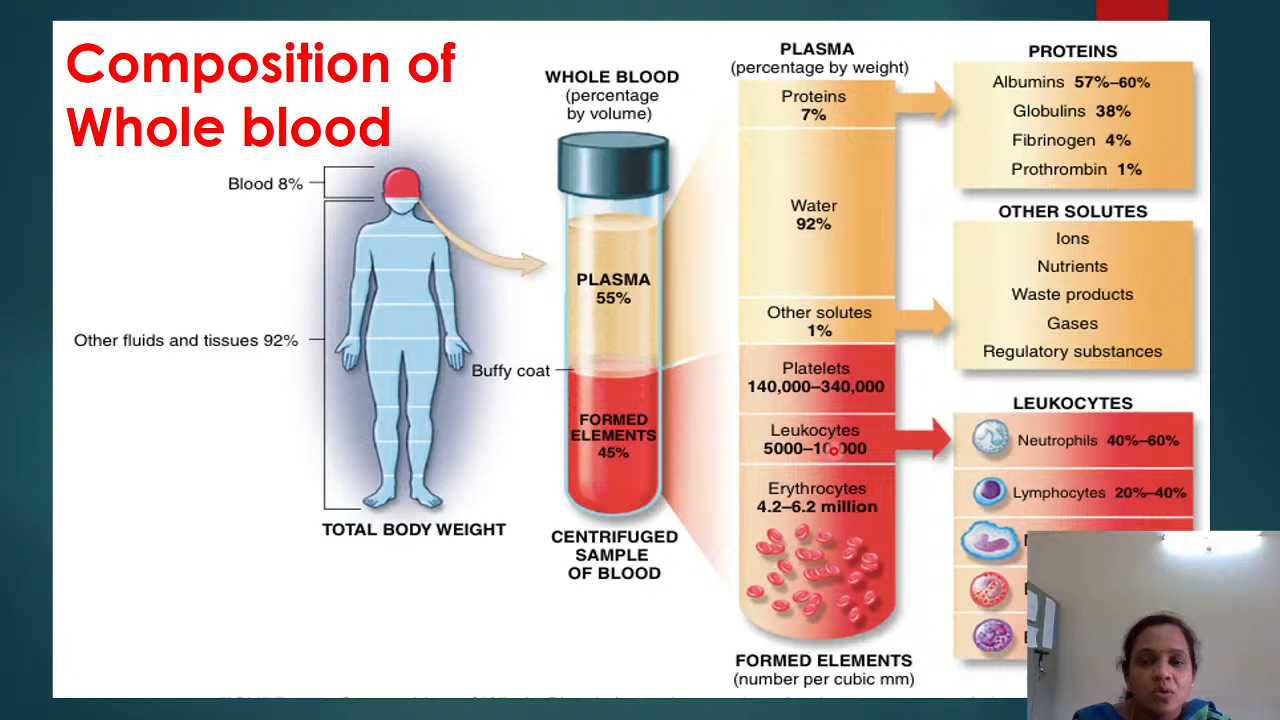 Composition of
Whole blood
Blood 8%
Other fluids and tissues 92%
TOTAL BODY WEIGHT
WHOLE BLOOD
(percentage
by volume)
PLASMA
55%
Buffy coat
FORMED
ELEMENTS
45%
CENTRIFUGED
SAMPLE
OF BLOOD
PLASMA
(percentage by weight)
Proteins
7%
Water
92%
Other solutes
1%
Platelets
140,000–340,000
Leukocytes
5000–10,000
Erythrocytes
4.2–6.2 million
FORMED ELEMENTS
(number per cubic mm)
PROTEINS
Albumins 57%–60%
Globulins 38%
Fibrinogen 4%
Prothrombin 1%
OTHER SOLUTES
Ions
Nutrients
Waste products
Gases
Regulatory substances
LEUKOCYTES
Neutrophils 40%–60%
Lymphocytes 20%–40%